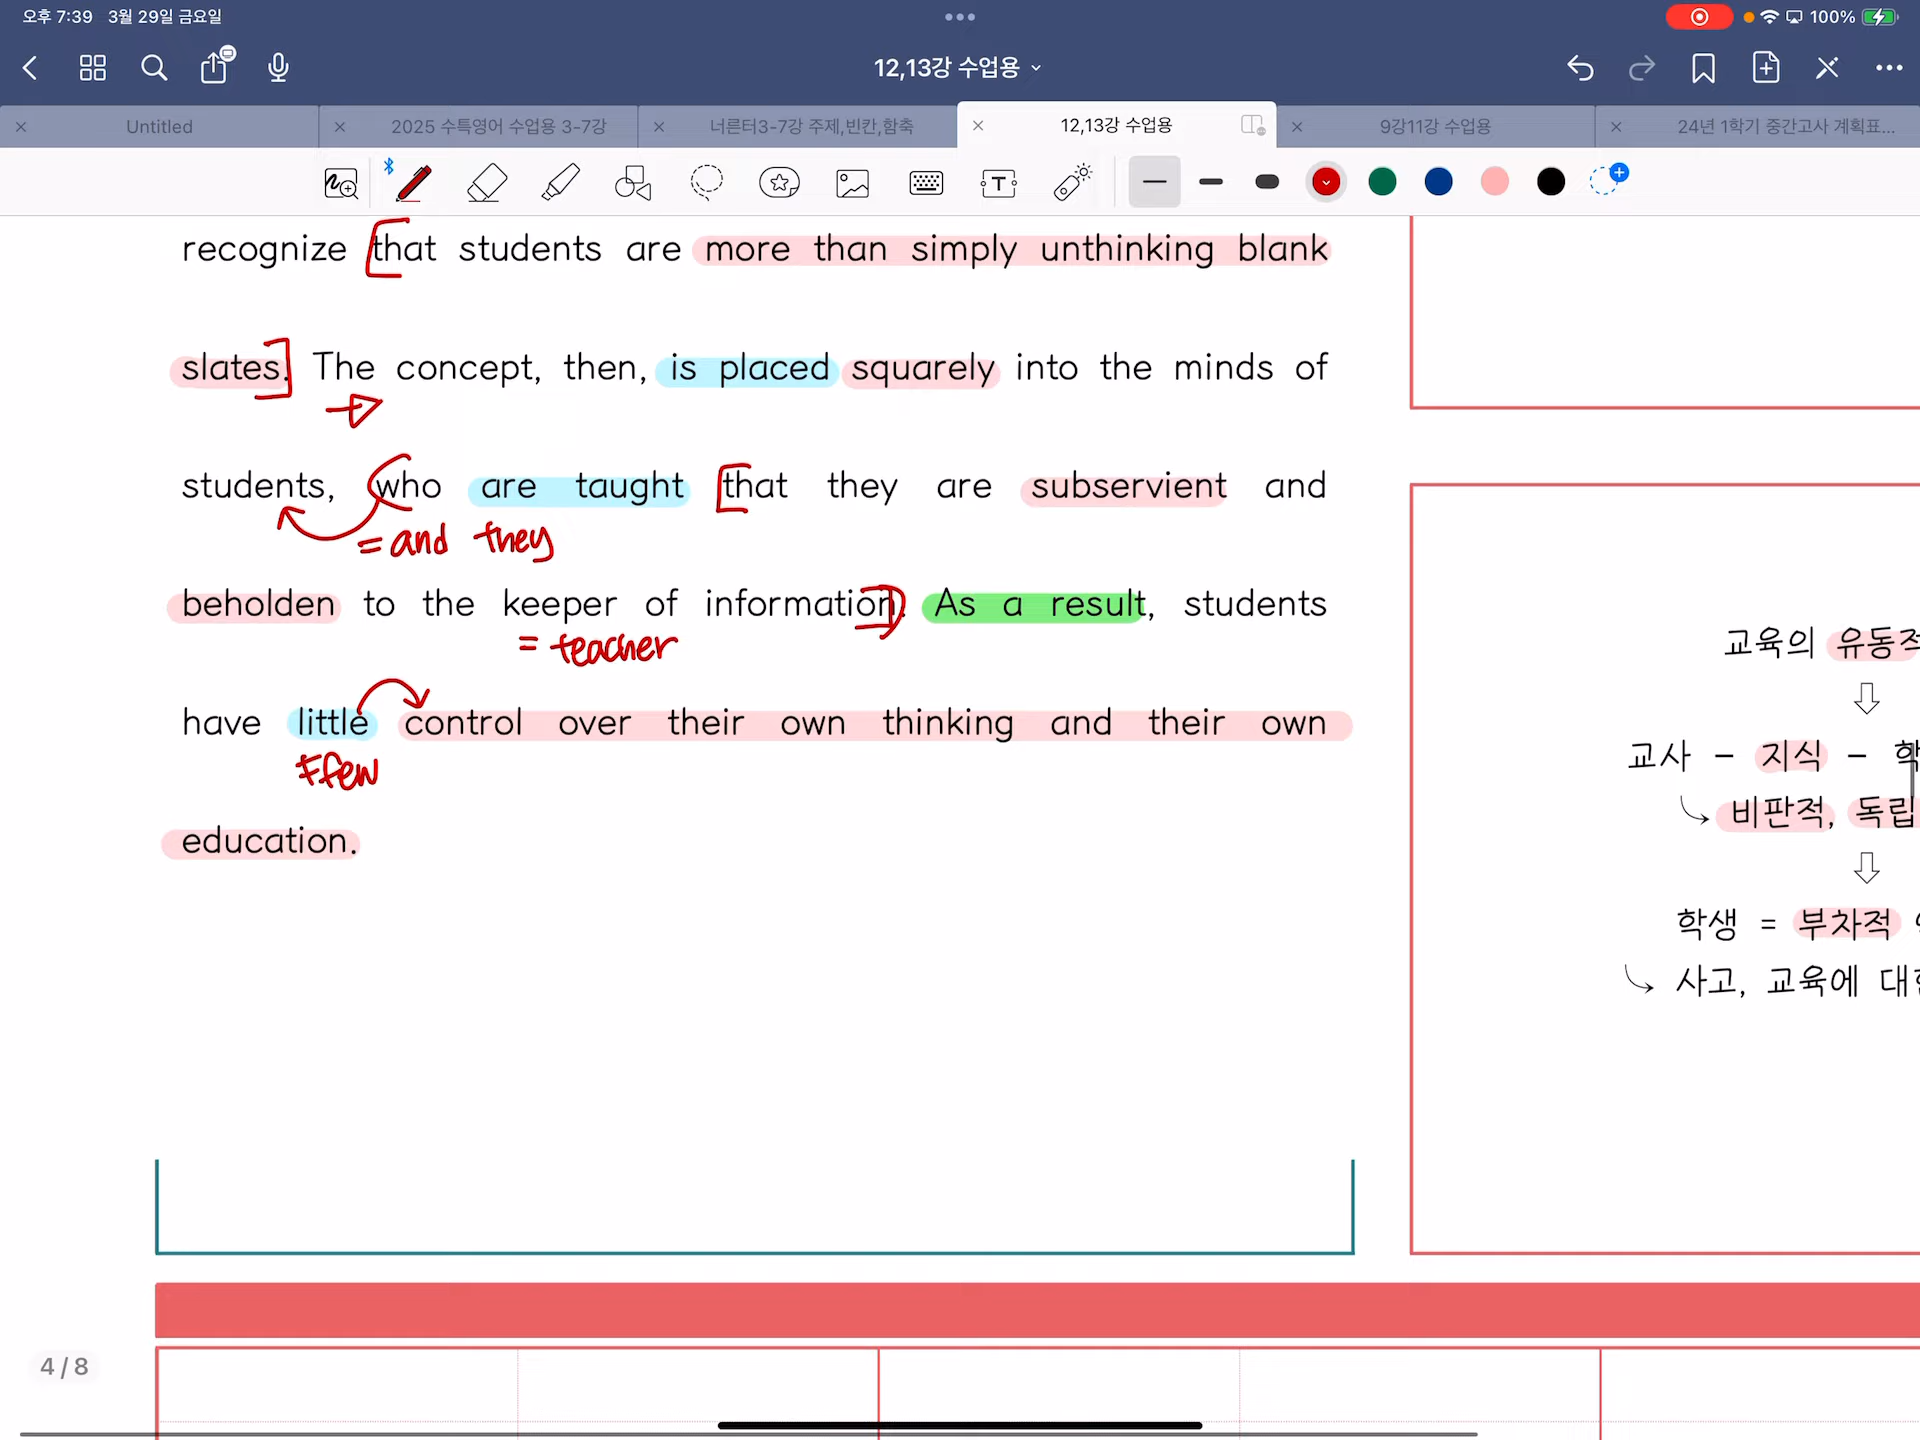 오후 7:39 3월 29일 금요일
100%
12,13강 수업용
Untitled
2025 수특영어 수업용 3-7강
너른터3-7강 주제,빈칸,함축
12,13강 수업용
9강11강 수업용
24년 1학기 중간고사 계획표...
recognize [that students are more than simply unthinking blank
slates.] The concept, then, is placed squarely into the minds of
students, (who are taught [that they are subservient and
= and they
beholden to the keeper of information]). As a result, students
= teacher
have little control over their own thinking and their own
≠few
education.
교육의 유동적
교사 - 지식 -
비판적, 독립
학생 = 부차적
사고, 교육에
4 / 8